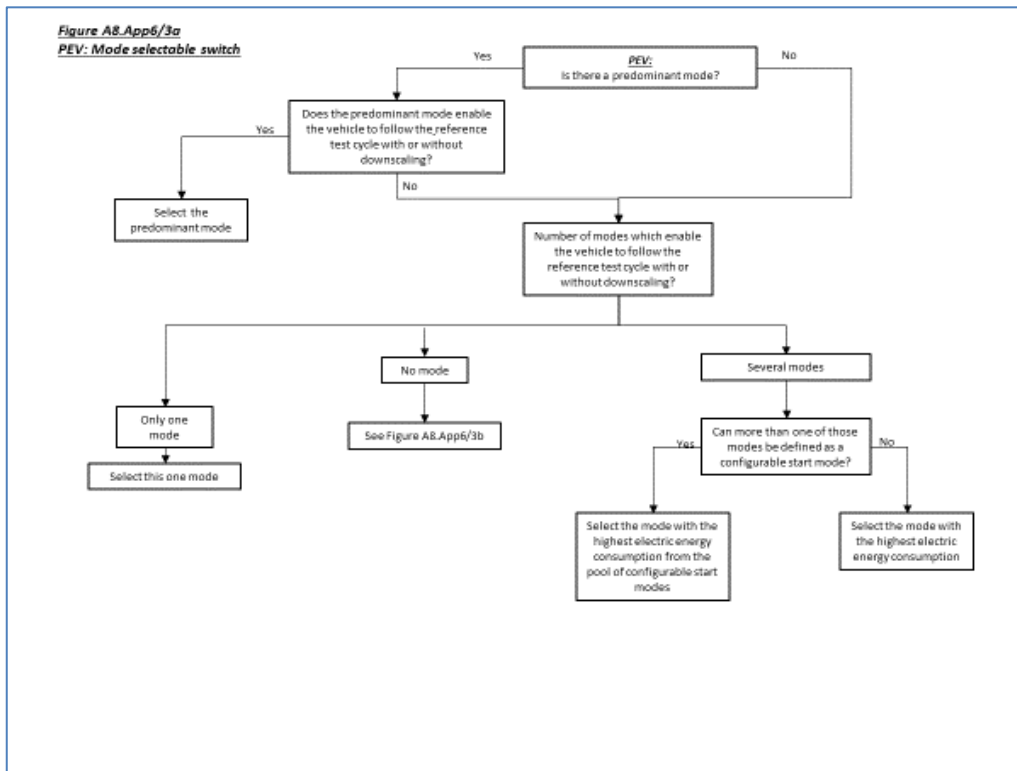 Figure A8.App6/3a
PEV: Mode selectable switch
Yes
PEV:
Is there a predominant mode?
No
Does the predominant mode enable
the vehicle to follow the reference
test cycle with or without
downscaling?
Yes
No
Select the
predominant mode
Number of modes which enable
the vehicle to follow the
reference test cycle with or
without downscaling?
No mode
Several modes
Only one
mode
See Figure A8.App6/3b
Can more than one of those
modes be defined as a
configurable start mode?
Yes
No
Select this one mode
Select the mode with the
highest electric energy
consumption from the
pool of configurable start
modes
Select the mode with
the highest electric
energy consumption